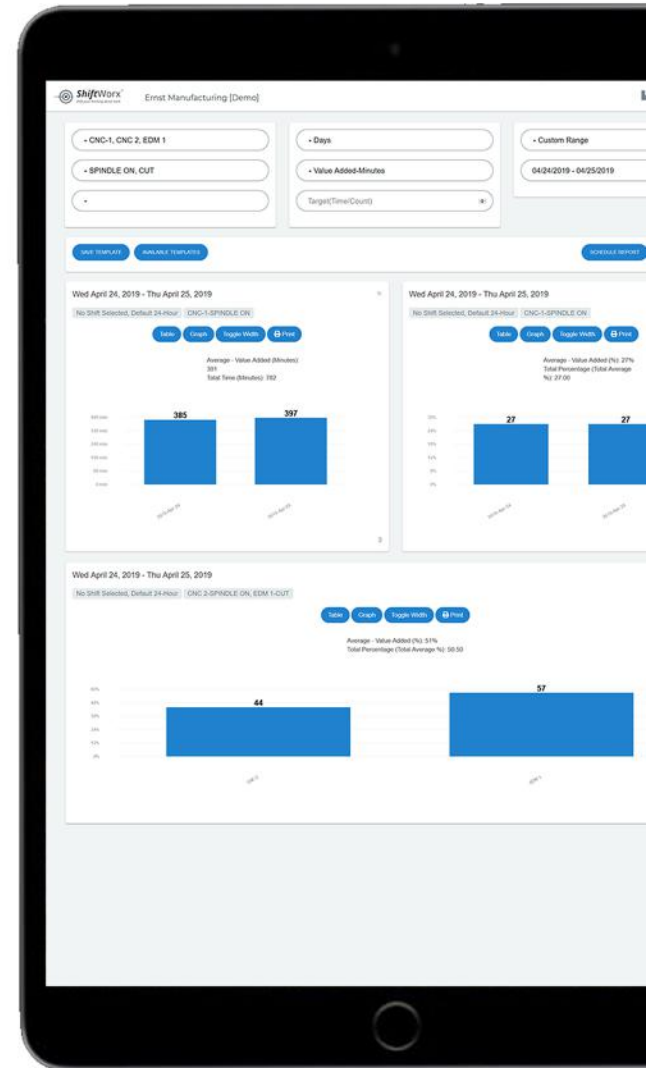 ShiftWorx
Ernst Manufacturing [Demo]
- CNC-1, CNC 2, EDM 1
- Days
- Custom Range
- SPINDLE ON, CUT
- Value Added-Minutes
04/24/2019 - 04/25/2019
-
Target(Time/Count)
SAVE TEMPLATE
AVAILABLE TEMPLATES
SCHEDULE REPORT
Wed April 24, 2019 - Thu April 25, 2019
No Shift Selected, Default 24-Hour
CNC-1-SPINDLE ON
Table
Graph
Toggle Width
Print
Average - Value Added (Minutes)
391
Total Time (Minutes): 782
385
397
Wed April 24, 2019 - Thu April 25, 2019
No Shift Selected, Default 24-Hour
CNC-1-SPINDLE ON
Table
Graph
Toggle Width
Print
Average - Value Added (%): 27%
Total Percentage (Total Average
%): 27.00
27
27
Wed April 24, 2019 - Thu April 25, 2019
No Shift Selected, Default 24-Hour
CNC 2-SPINDLE ON, EDM 1-CUT
Table
Graph
Toggle Width
Print
Average - Value Added (%): 51%
Total Percentage (Total Average %): 50.50
44
57